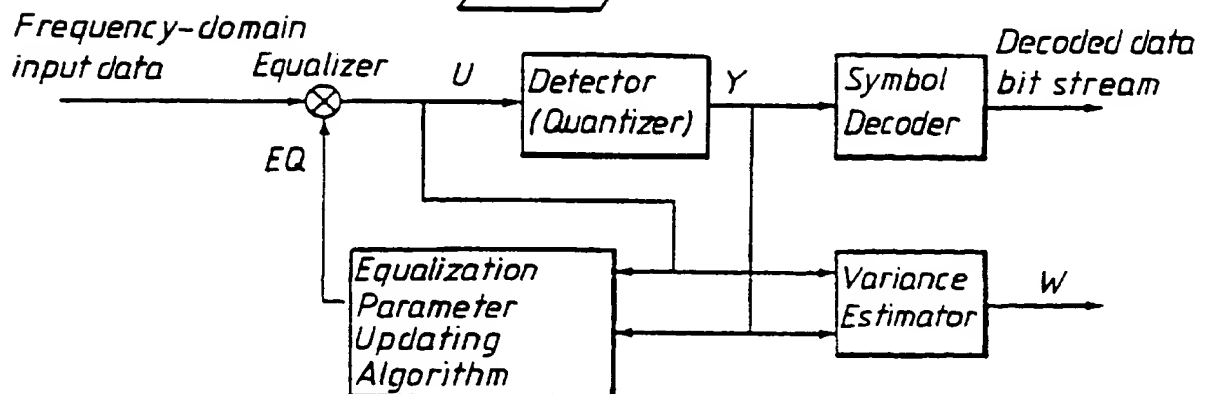 Frequency-domain
input data
Equalizer
U
Detector
(Quantizer)
Y
Symbol
Decoder
Decoded data
bit stream
EQ
Equalization
Parameter
Updating
Algorithm
Variance
Estimator
W